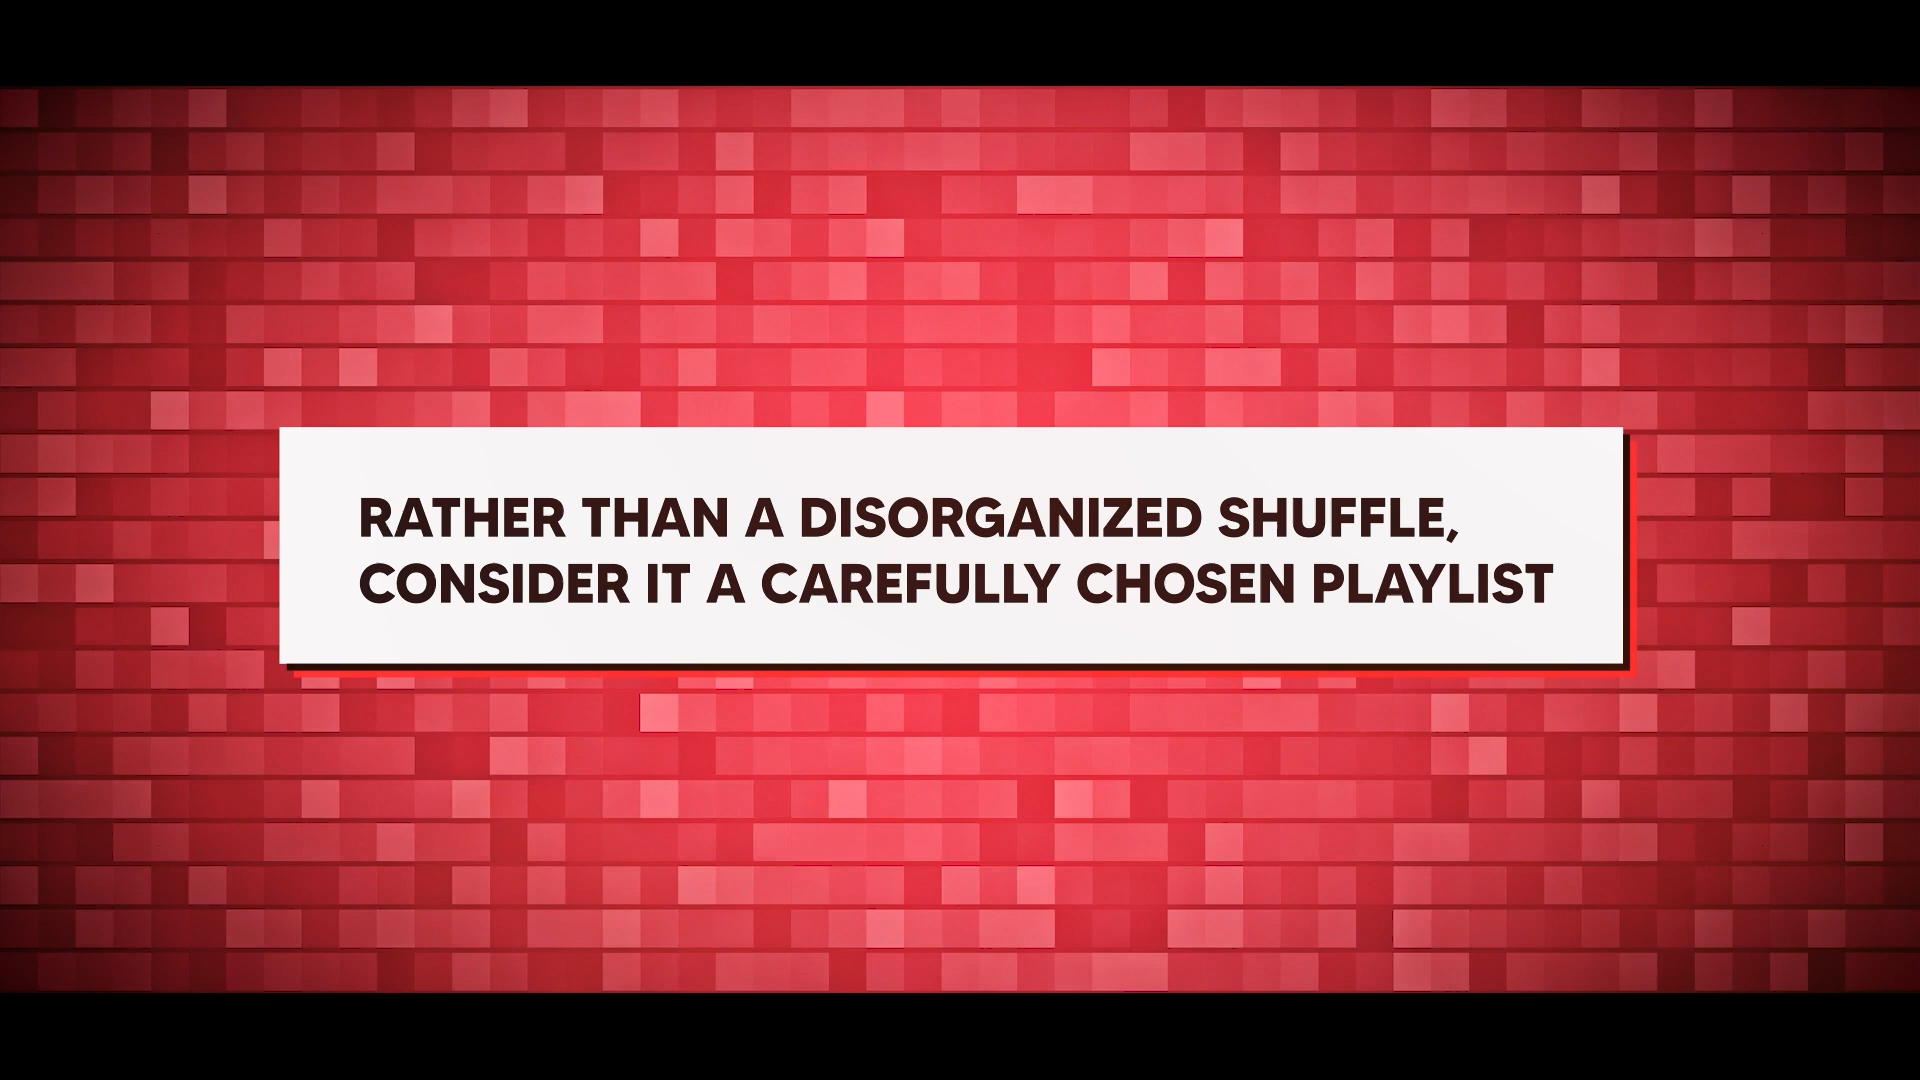 RATHER THAN A DISORGANIZED SHUFFLE,
CONSIDER IT A CAREFULLY CHOSEN PLAYLIST